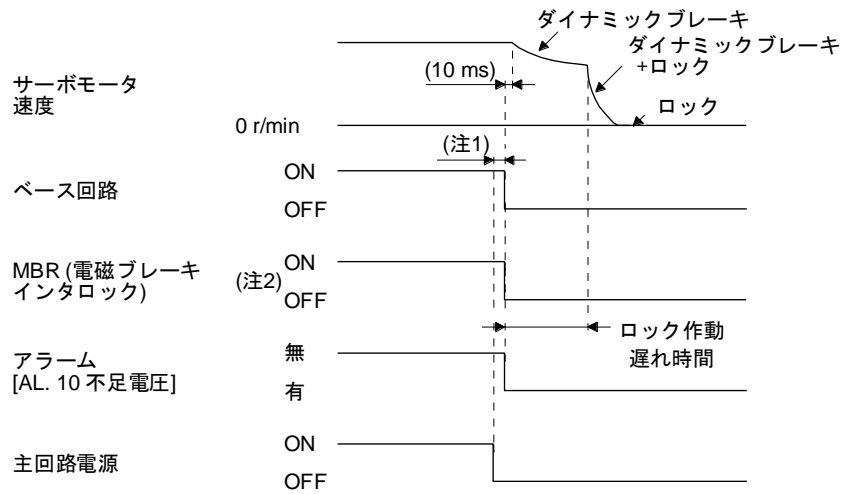 ダイナミックブレーキ
ダイナミックブレーキ
+ロック
(10 ms)
サーボモータ
速度
ロック
0 r/min
(注1)
ON
ベース回路
OFF
ON
MBR (電磁ブレーキ
インタロック)
(注2)
OFF
ロック作動
遅れ時間
無
アラーム
[AL. 10 不足電圧]
有
ON
主回路電源
OFF